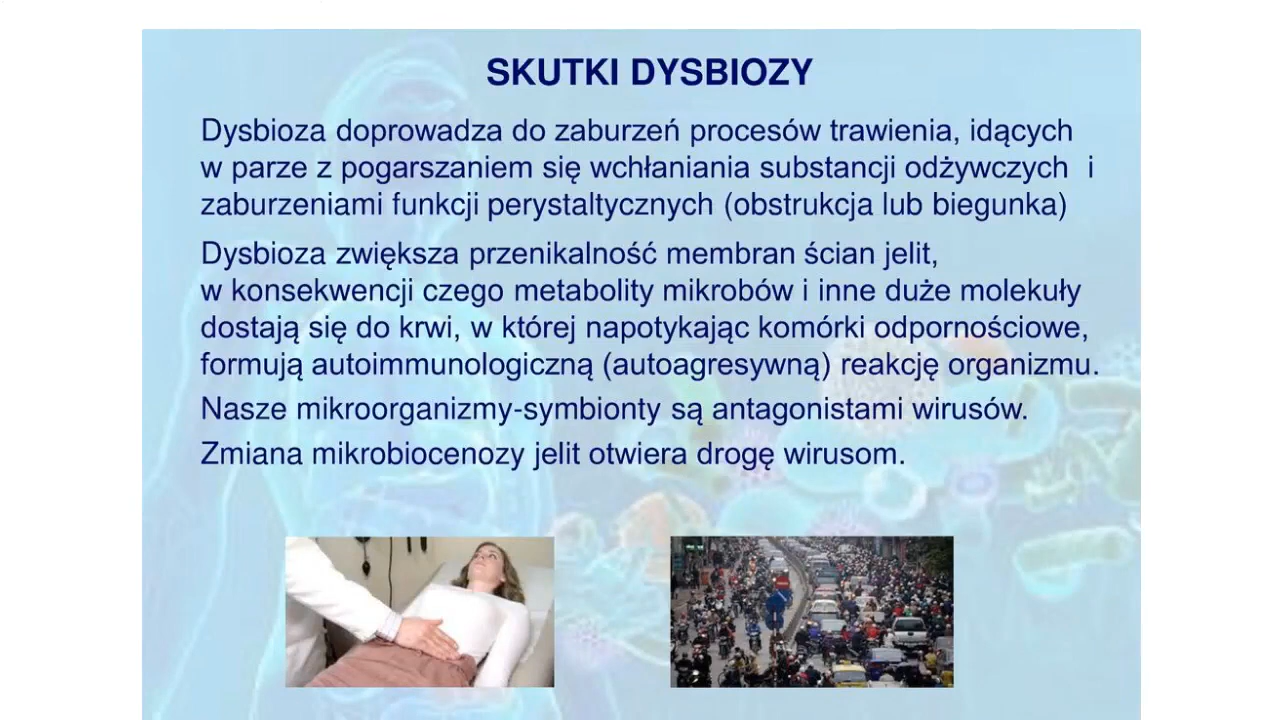 SKUTKI DYSBIOZY
Dysbioza doprowadza do zaburzeń procesów trawienia, idących
w parze z pogarszaniem się wchłaniania substancji odżywczych i
zaburzeniami funkcji perystaltycznych (obstrukcja lub biegunka)
Dysbioza zwiększa przenikalność membran ścian jelit,
w konsekwencji czego metabolity mikrobów i inne duże molekuły
dostają się do krwi, w której napotykając komórki odpornościowe,
formują autoimmunologiczną (autoagresywną) reakcję organizmu.
Nasze mikroorganizmy-symbionty są antagonistami wirusów.
Zmiana mikrobiocenozy jelit otwiera drogę wirusom.